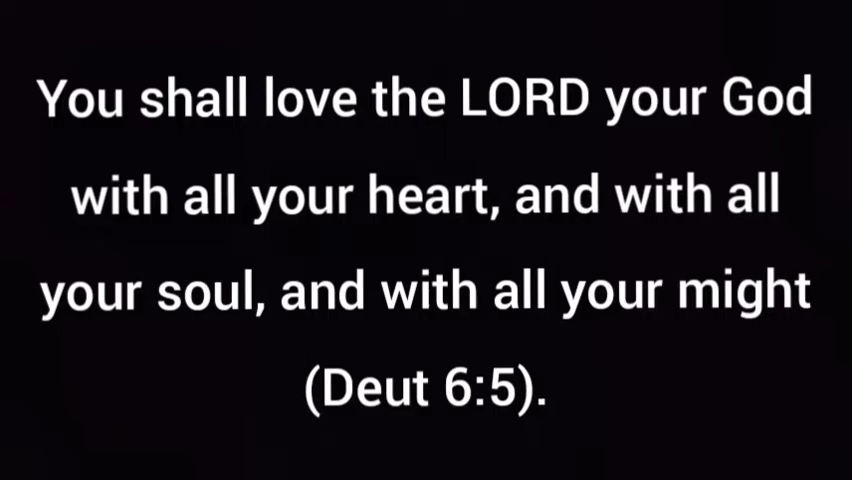 You shall love the LORD your God
with all your heart, and with all
your soul, and with all your might
(Deut 6:5).